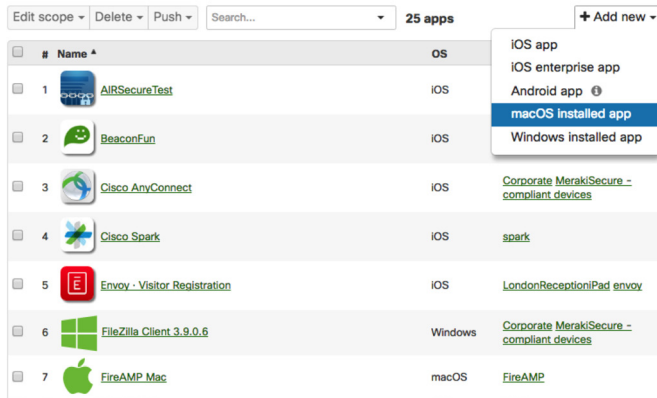 Edit scope Delete Push Search... 25 apps + Add new
iOS app
iOS enterprise app
Android app
macOS installed app
Windows installed app
# Name OS
1 AIRSecureTest iOS
2 BeaconFun iOS
3 Cisco AnyConnect iOS Corporate MerakiSecure -
compliant devices
4 Cisco Spark iOS spark
5 Envoy · Visitor Registration iOS LondonReceptioniPad envoy
6 FileZilla Client 3.9.0.6 Windows Corporate MerakiSecure -
compliant devices
7 FireAMP Mac macOS FireAMP